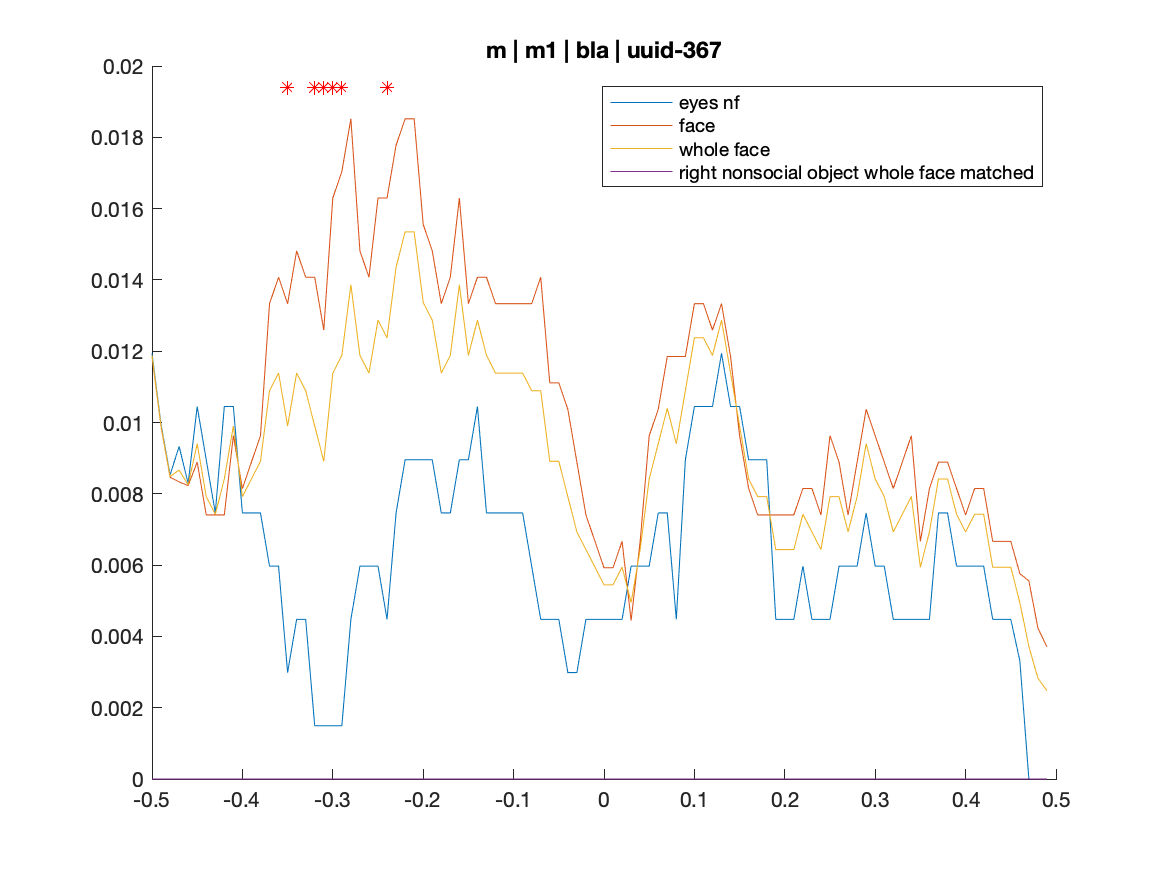 m | m1 | bla | uuid-367
0.02
0.018
0.016
0.014
0.012
0.01
0.008
0.006
0.004
0.002
0
eyes nf
face
whole face
right nonsocial object whole face matched
-0.5 -0.4 -0.3 -0.2 -0.1 0 0.1 0.2 0.3 0.4 0.5